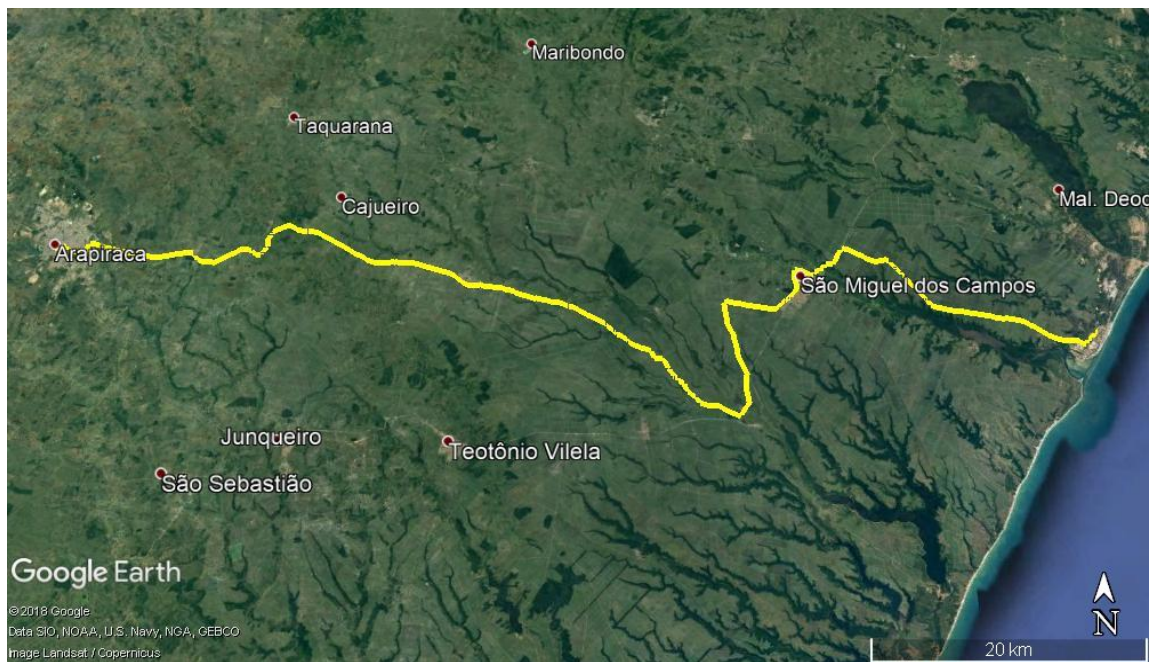 Maribondo
Taquarana
Mal. Deod
Cajueiro
Arapiraca
São Miguel dos Campos
Junqueiro
Teotônio Vilela
São Sebastião
Google Earth
©2018 Google
Data SIO, NOAA, U.S. Navy, NGA, GEBCO
Image Landsat / Copernicus
N
20 km